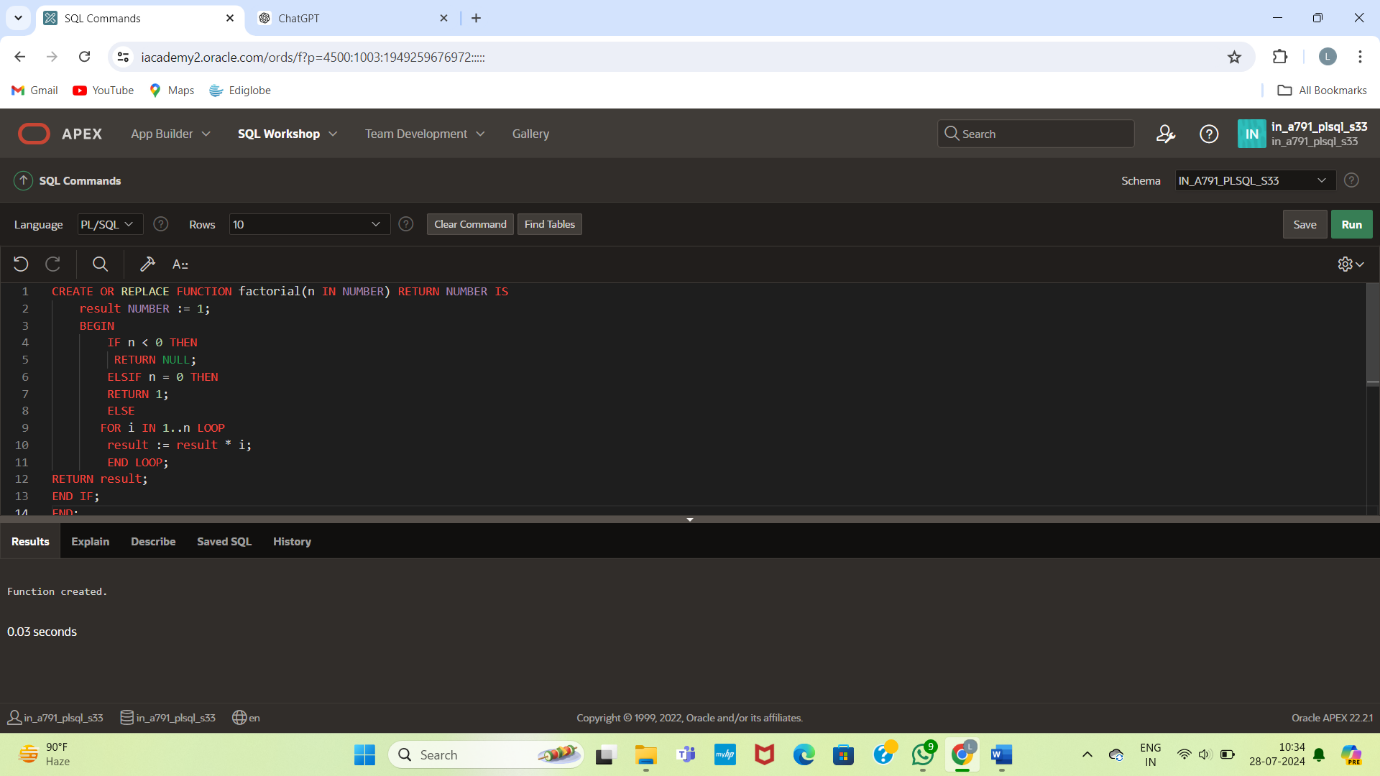 SQL Commands
ChatGPT
iacademy2.oracle.com/ords/f?p=4500:1003:1949259676972:::::
L
Gmail
YouTube
Maps
Ediglobe
All Bookmarks
APEX
App Builder
SQL Workshop
Team Development
Gallery
Search
IN
in_a791_plsql_s33
in_a791_plsql_s33
SQL Commands
Schema
IN_A791_PLSQL_S33
Language
PL/SQL
Rows
10
Clear Command
Find Tables
Save
Run
1 CREATE OR REPLACE FUNCTION factorial(n IN NUMBER) RETURN NUMBER IS
2 result NUMBER := 1;
3 BEGIN
4 IF n < 0 THEN
5 RETURN NULL;
6 ELSIF n = 0 THEN
7 RETURN 1;
8 ELSE
9 FOR i IN 1..n LOOP
10 result := result * i;
11 END LOOP;
12 RETURN result;
13 END IF;
14 END;
Results
Explain
Describe
Saved SQL
History
Function created.
0.03 seconds
in_a791_plsql_s33
in_a791_plsql_s33
en
Copyright © 1999, 2022, Oracle and/or its affiliates.
Oracle APEX 22.2.1
90°F
Haze
Search
myhp
9
L
W
ENG
IN
10:34
28-07-2024
PRE